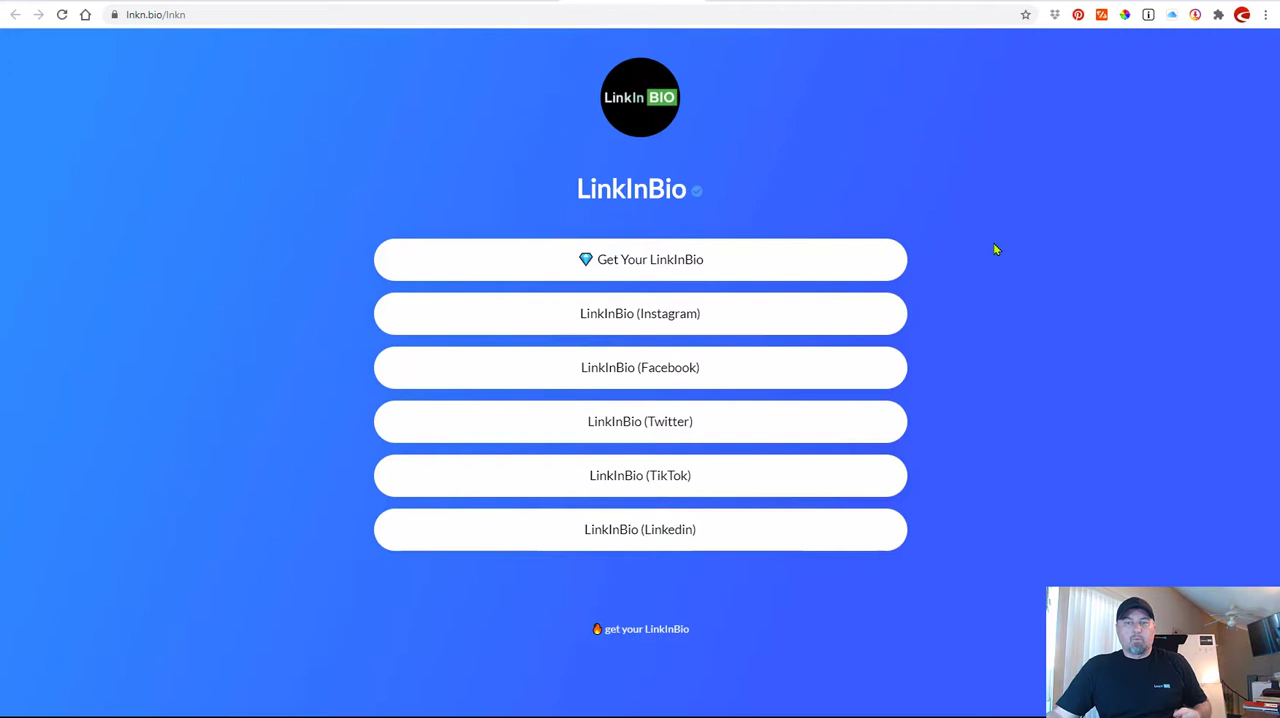 lnkn.bio/lnkn
LinkIn BIO
LinkInBio
💎 Get Your LinkInBio
LinkInBio (Instagram)
LinkInBio (Facebook)
LinkInBio (Twitter)
LinkInBio (TikTok)
LinkInBio (Linkedin)
🔥 get your LinkInBio